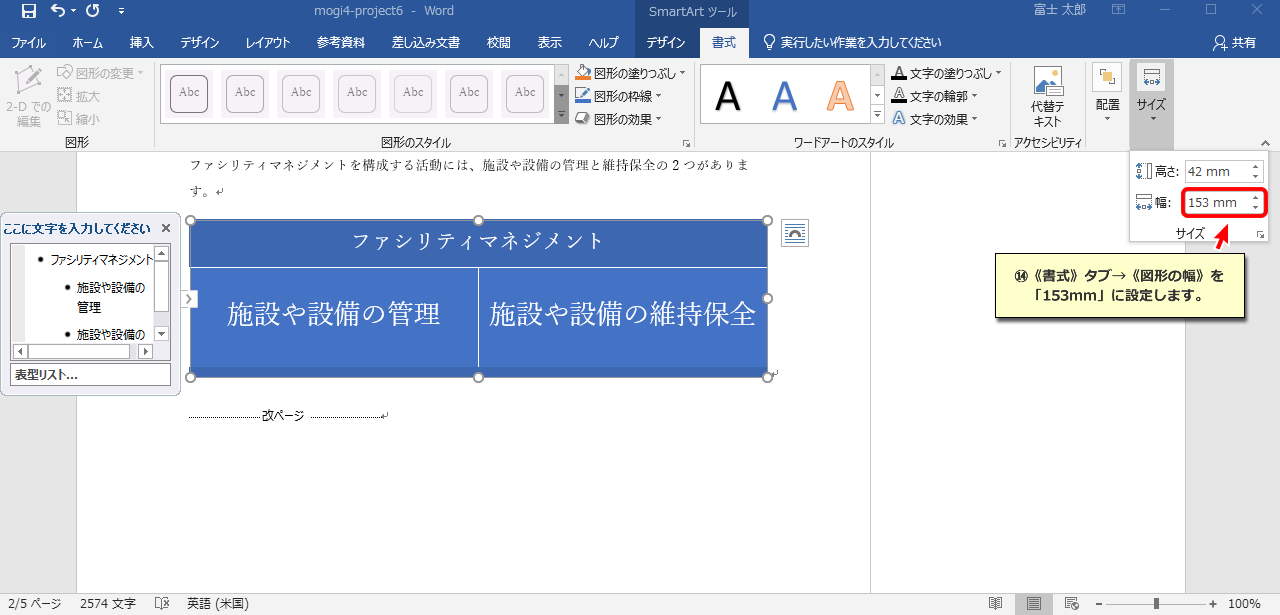 mogi4-project6 - Word
SmartArt ツール
富士 太郎
ファイル ホーム 挿入 デザイン レイアウト 参考資料 差し込み文書 校閲 表示 ヘルプ デザイン 書式 実行したい作業を入力してください 共有
2-D での
編集
図形の変更
拡大
縮小
図形
Abc Abc Abc Abc Abc Abc Abc
図形の塗りつぶし
図形の枠線
図形の効果
図形のスタイル
A A A
文字の塗りつぶし
文字の輪郭
文字の効果
ワードアートのスタイル
代替テ
キスト
アクセシビリティ
配置
サイズ
高さ: 42 mm
幅: 153 mm
サイズ
⑭《書式》タブ→《図形の幅》を
「153mm」に設定します。
ファシリティマネジメントを構成する活動には、施設や設備の管理と維持保全の2つがありま
す。
ここに文字を入力してください
ファシリティマネジメント
施設や設備の
管理
施設や設備の
表型リスト...
ファシリティマネジメント
施設や設備の管理
施設や設備の維持保全
改ページ
2/5 ページ 2574 文字 英語 (米国) 100%